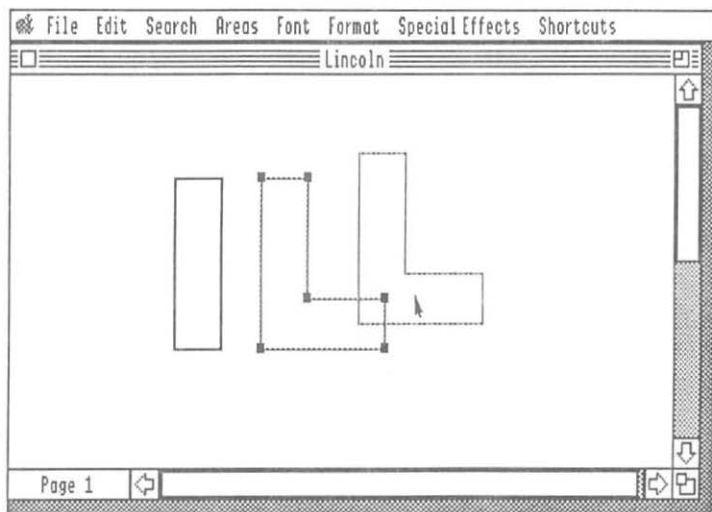 File Edit Search Areas Font Format Special Effects Shortcuts
Lincoln
Page 1